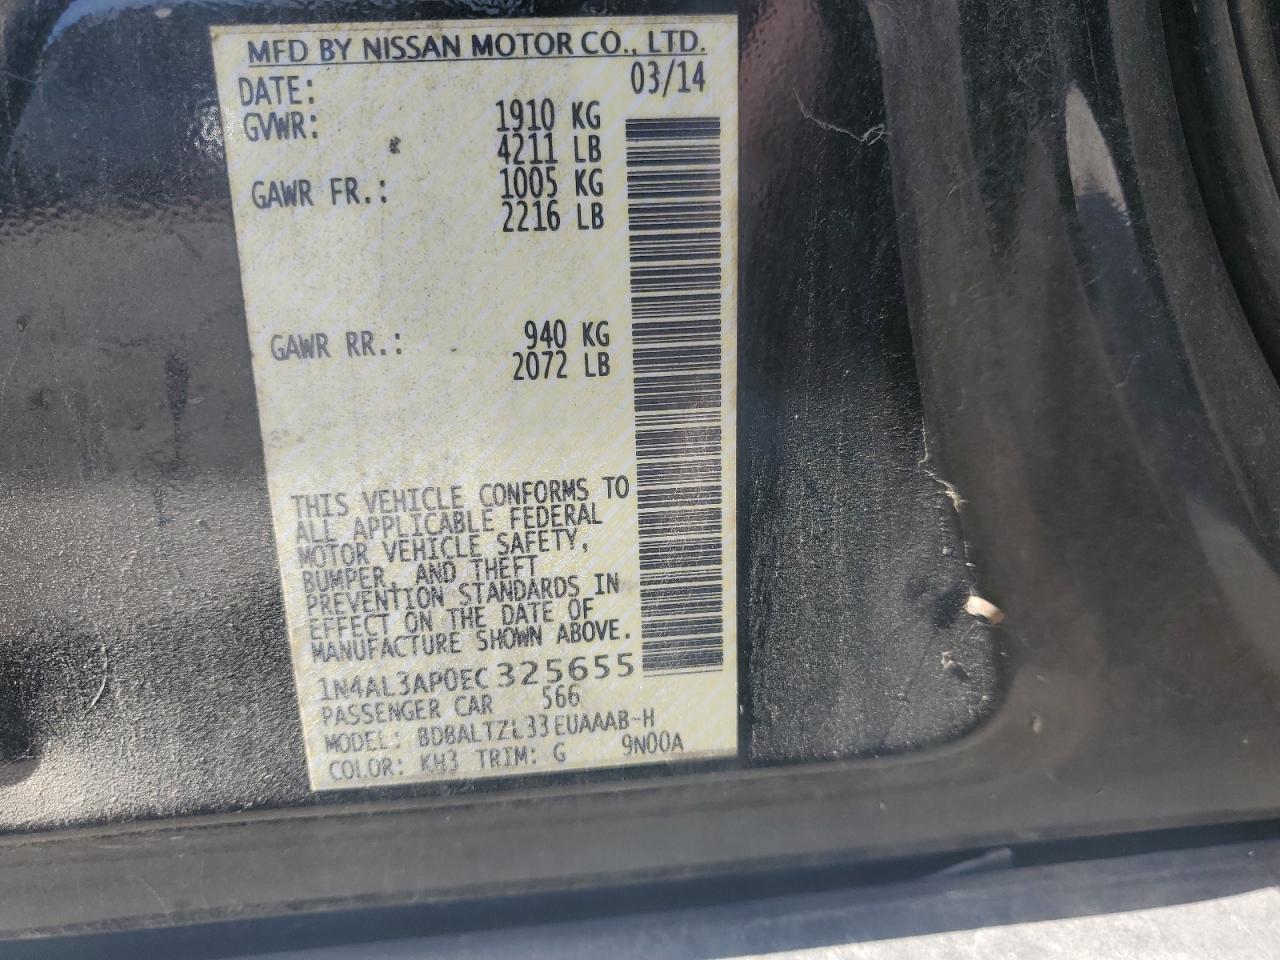 MFD BY NISSAN MOTOR CO., LTD.
DATE: 03/14
GVWR: 1910 KG
4211 LB
GAWR FR.: 1005 KG
2216 LB
GAWR RR.: 940 KG
2072 LB
THIS VEHICLE CONFORMS TO
ALL APPLICABLE FEDERAL
MOTOR VEHICLE SAFETY,
BUMPER, AND THEFT
PREVENTION STANDARDS IN
EFFECT ON THE DATE OF
MANUFACTURE SHOWN ABOVE.
1N4AL3AP0EC325655
PASSENGER CAR 566
MODEL: BDBALTZL33EUAAAB-H
COLOR: KH3 TRIM: G 9N00A